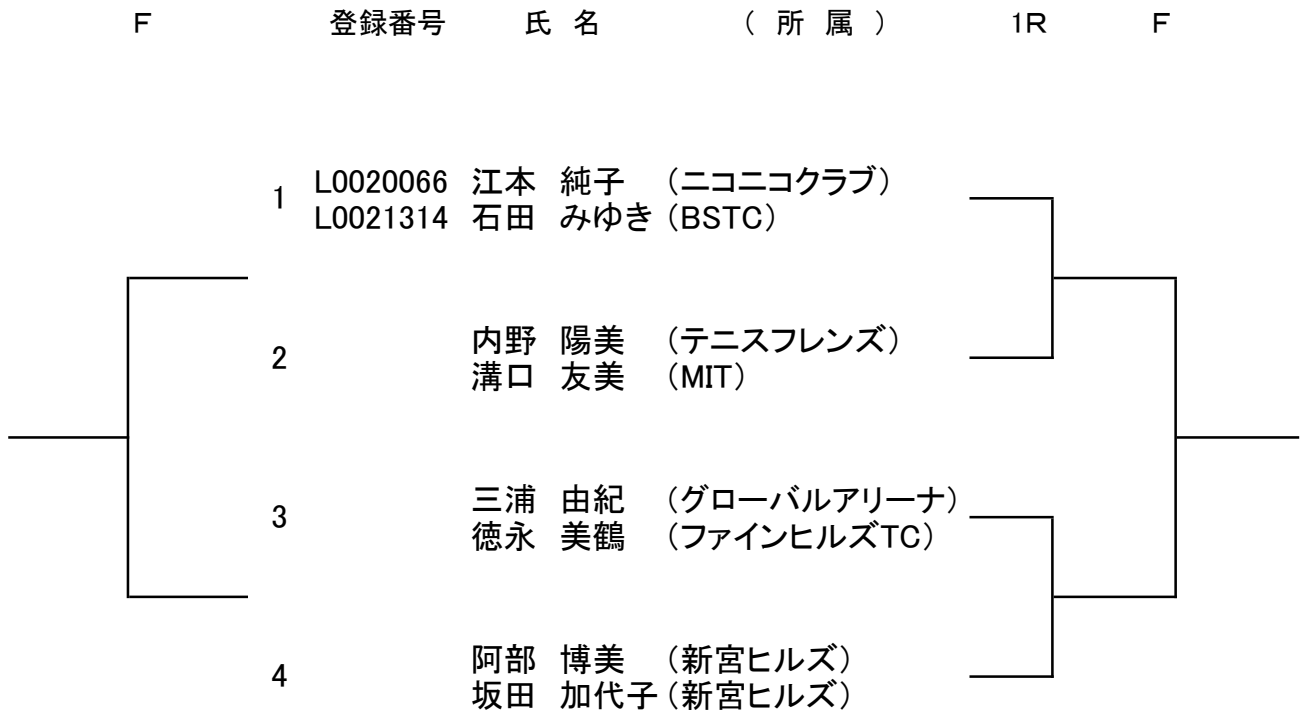 F 登録番号 氏 名 ( 所 属 ) 1R F
1
L0020066 江本 純子 (ニコニコクラブ)
L0021314 石田 みゆき (BSTC)
2
内野 陽美 (テニスフレンズ)
溝口 友美 (MIT)
3
三浦 由紀 (グローバルアリーナ)
徳永 美鶴 (ファインヒルズTC)
4
阿部 博美 (新宮ヒルズ)
坂田 加代子 (新宮ヒルズ)